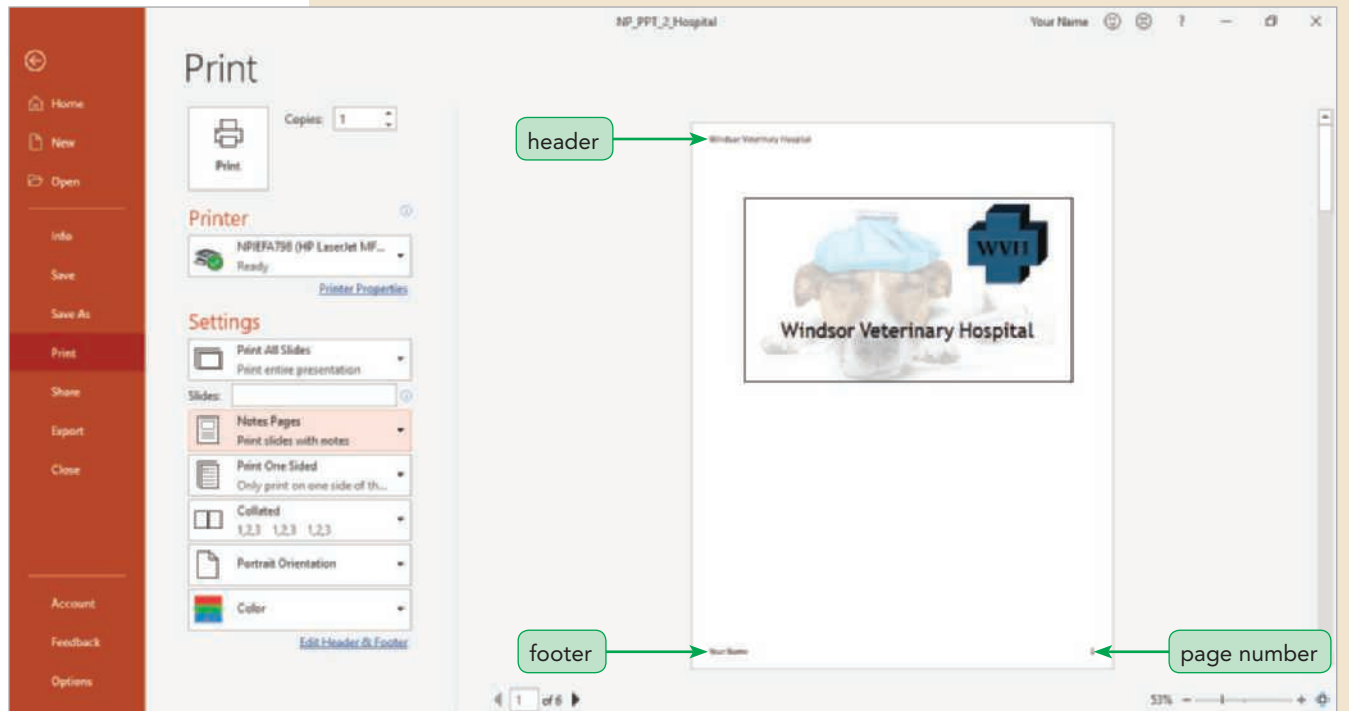 NP_PPT_2_Hospital
Your Name ?
Home
New
Open
Info
Save
Save As
Print
Share
Export
Close
Account
Feedback
Options
Print
Print
Copies: 1
Printer
NPIEFA798 (HP LaserJet MF...
Ready
Printer Properties
Settings
Print All Slides
Print entire presentation
Slides:
Notes Pages
Print slides with notes
Print One Sided
Only print on one side of th...
Collated
1,2,3 1,2,3 1,2,3
Portrait Orientation
Color
Edit Header & Footer
header
Windsor Veterinary Hospital
WVH
Windsor Veterinary Hospital
footer
Your Name
page number
1 of 6
53%